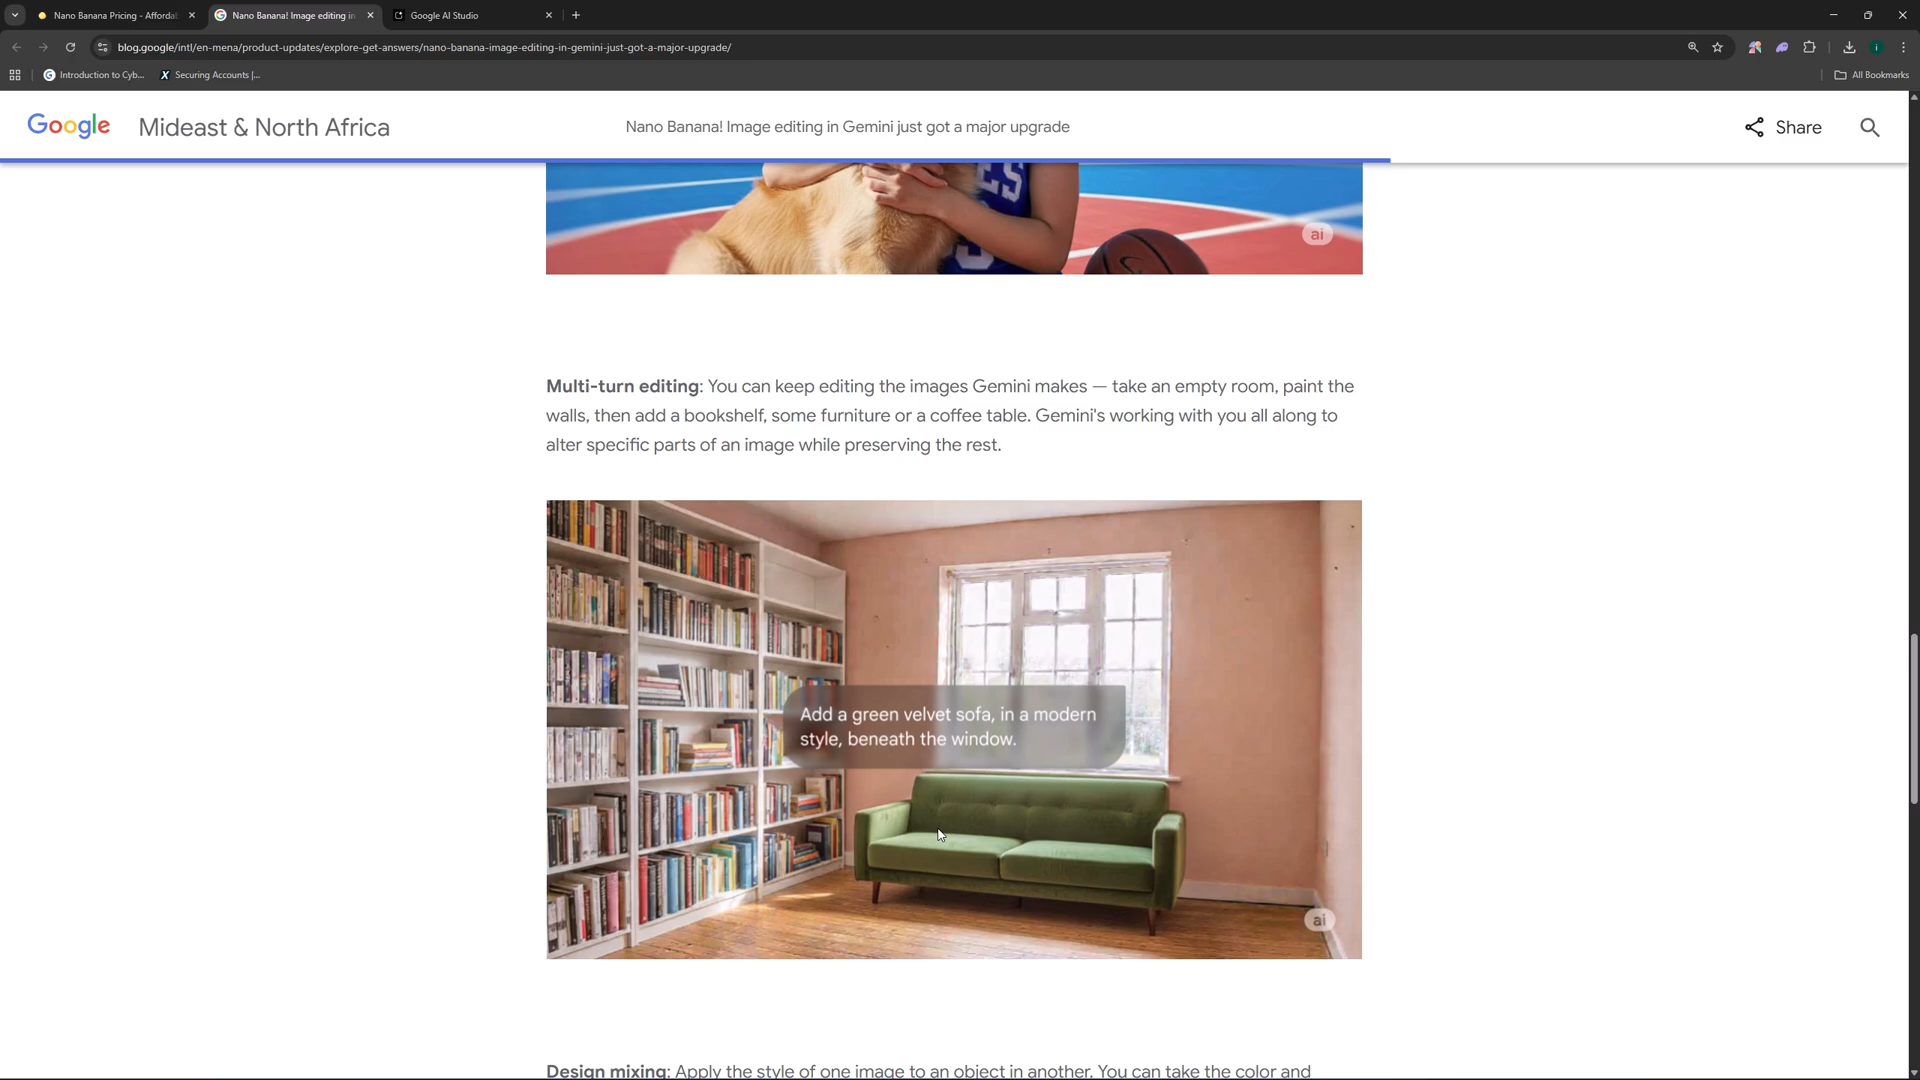 Nano Banana Pricing - Afforda
Nano Banana! Image editing in
Google AI Studio
blog.google/intl/en-mena/product-updates/explore-get-answers/nano-banana-image-editing-in-gemini-just-got-a-major-upgrade/
i
Introduction to Cyb...
Securing Accounts |...
All Bookmarks
Google Mideast & North Africa
Nano Banana! Image editing in Gemini just got a major upgrade
Share
ES
ai
Multi-turn editing: You can keep editing the images Gemini makes — take an empty room, paint the
walls, then add a bookshelf, some furniture or a coffee table. Gemini's working with you all along to
alter specific parts of an image while preserving the rest.
Add a green velvet sofa, in a modern
style, beneath the window.
ai
Design mixing: Apply the style of one image to an object in another. You can take the color and